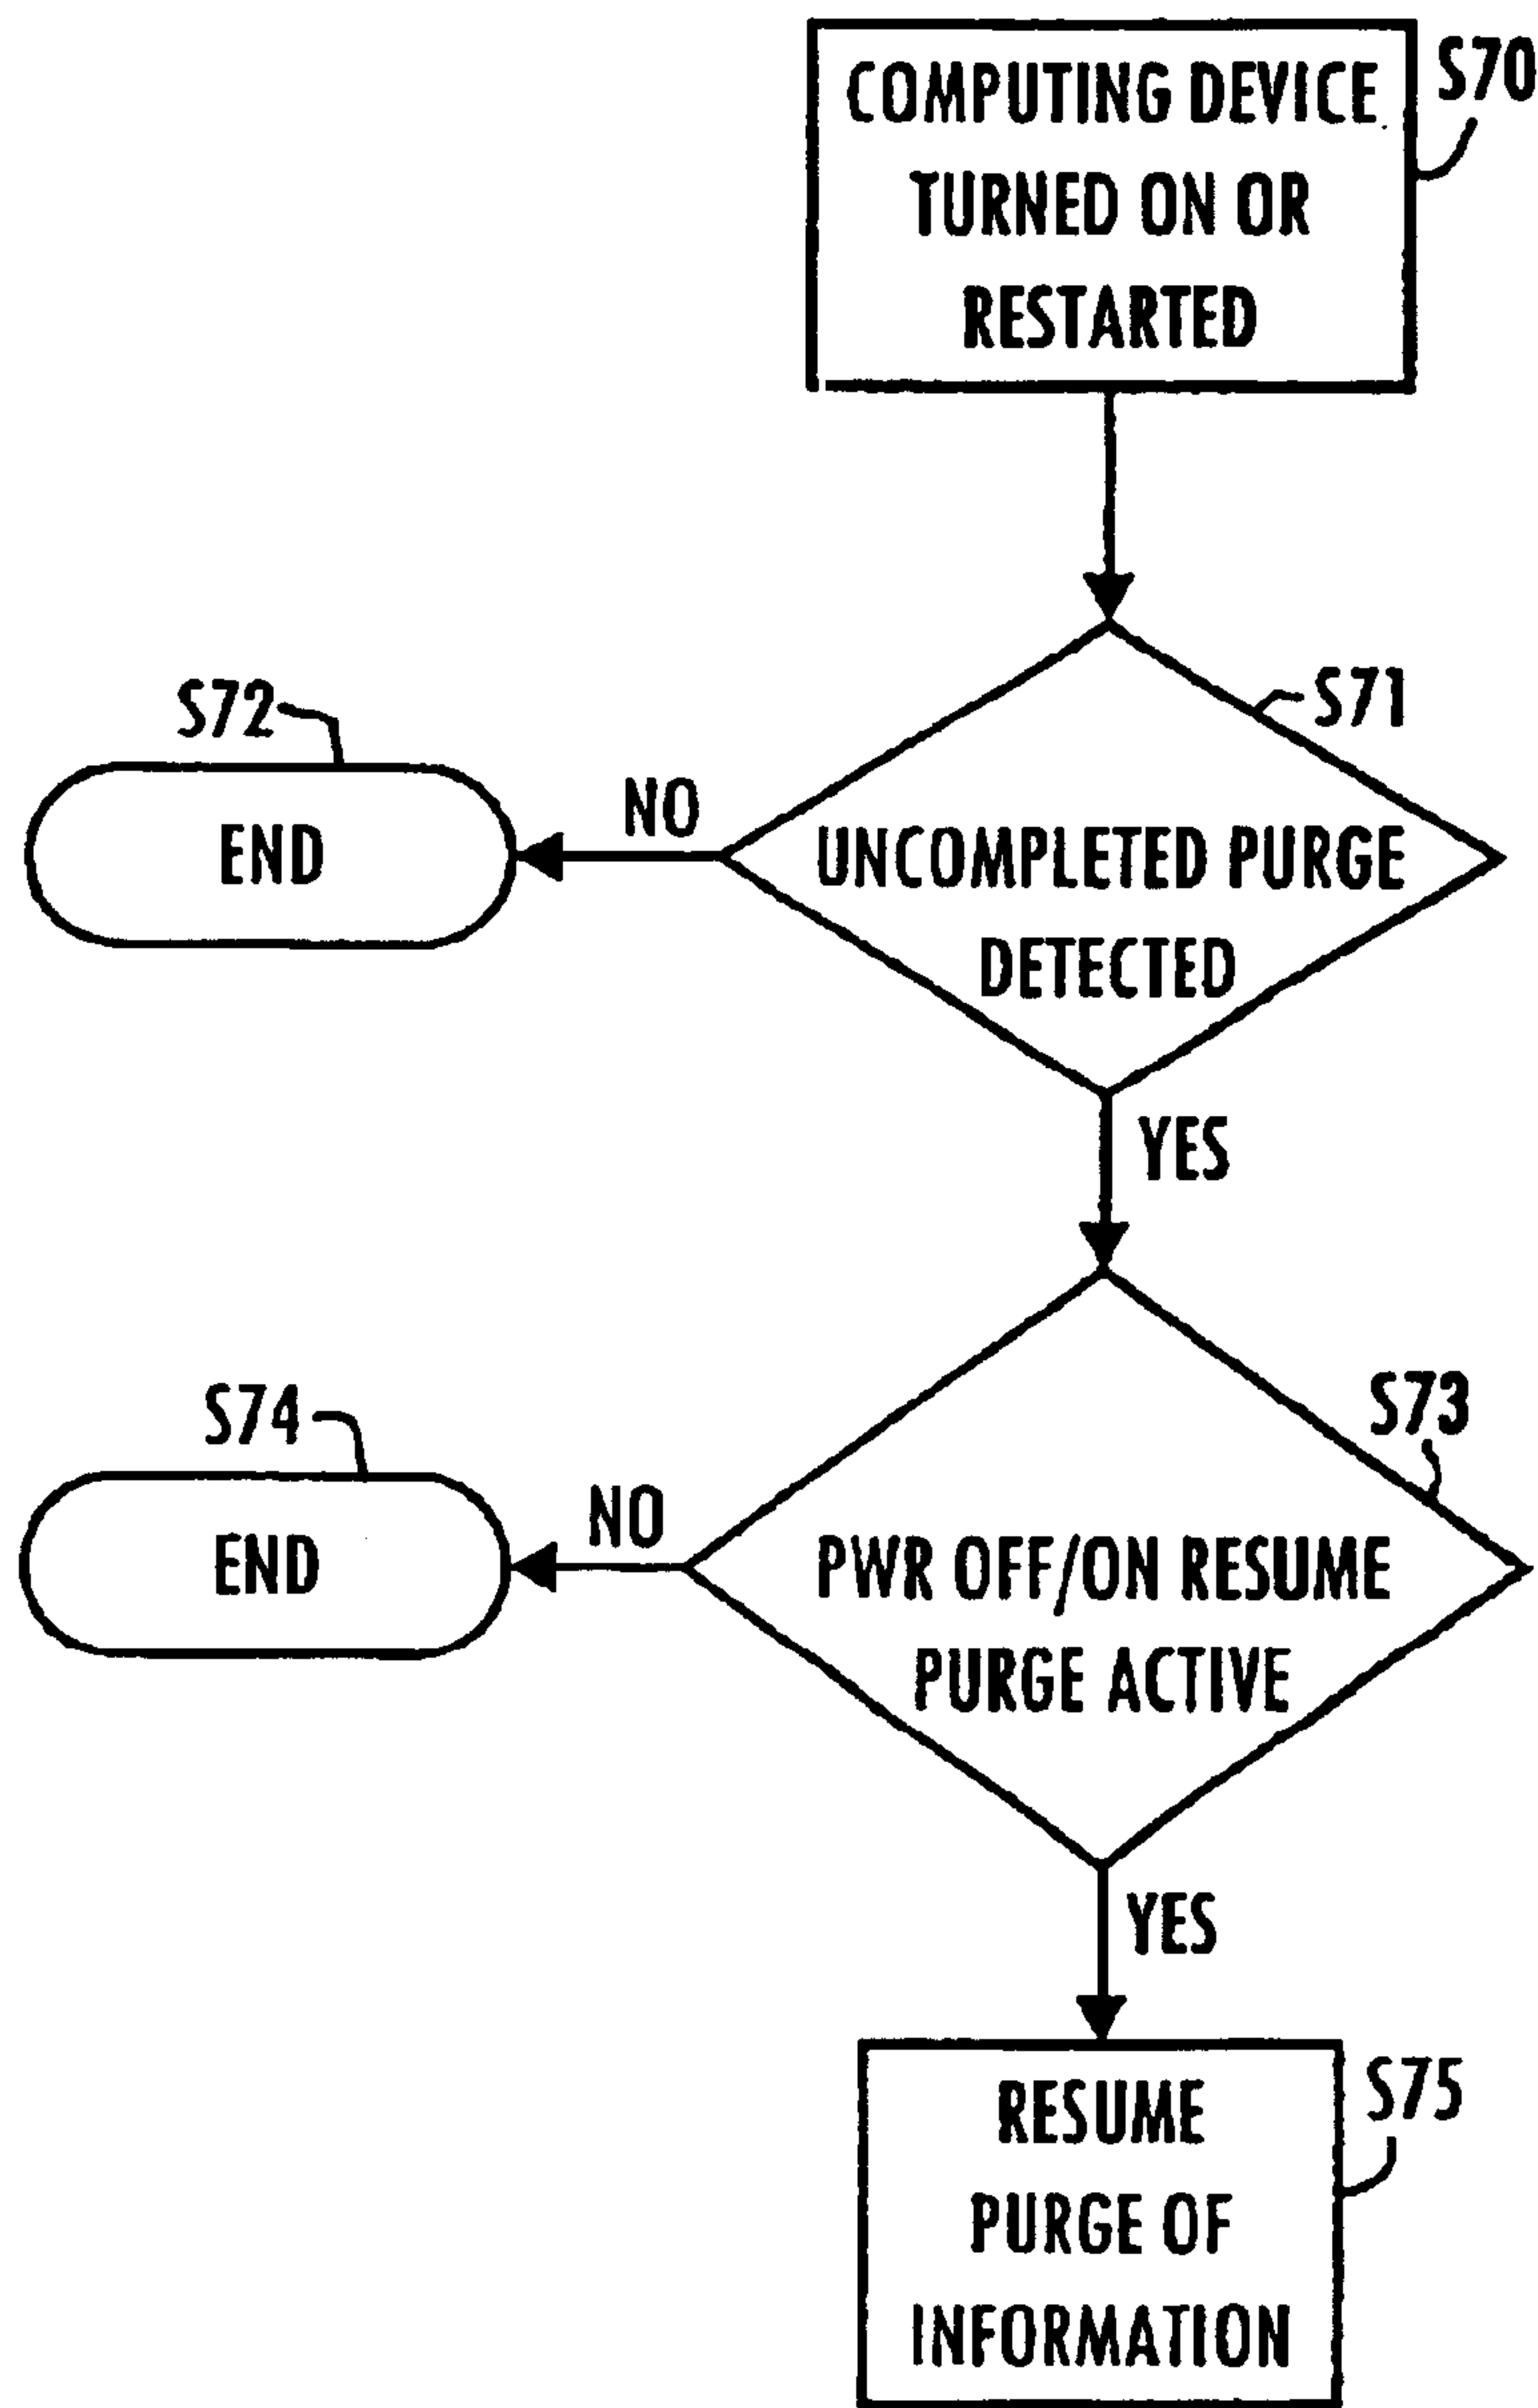 COMPUTING DEVICE
TURNED ON OR
RESTARTED
S70
S71
UNCOMPLETED PURGE
DETECTED
NO
S72
END
YES
S73
PWR OFF/ON RESUME
PURGE ACTIVE
NO
S74
END
YES
RESUME
PURGE OF
INFORMATION
S75